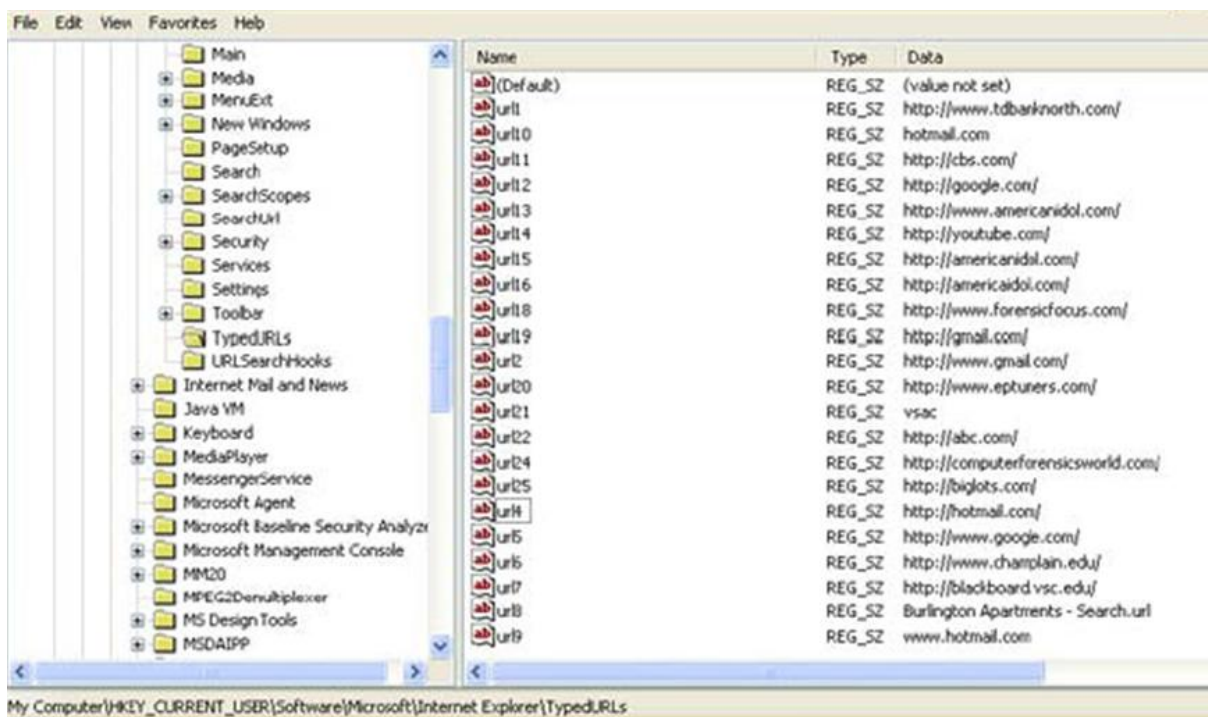 File Edit View Favorites Help
Main
Media
MenuExt
New Windows
PageSetup
Search
SearchScopes
SearchUrl
Security
Services
Settings
Toolbar
TypedURLs
URLSearchHooks
Internet Mail and News
Java VM
Keyboard
MediaPlayer
MessengerService
Microsoft Agent
Microsoft Baseline Security Analyze
Microsoft Management Console
MM20
MPEG2Demultiplexer
MS Design Tools
MSDAIPP
Name Type Data
(Default) REG_SZ (value not set)
url1 REG_SZ http://www.tdbanknorth.com/
url10 REG_SZ hotmail.com
url11 REG_SZ http://cbs.com/
url12 REG_SZ http://google.com/
url13 REG_SZ http://www.americanidol.com/
url14 REG_SZ http://youtube.com/
url15 REG_SZ http://americanidol.com/
url16 REG_SZ http://americaidol.com/
url18 REG_SZ http://www.forensicfocus.com/
url19 REG_SZ http://gmail.com/
url2 REG_SZ http://www.gmail.com/
url20 REG_SZ http://www.eptuners.com/
url21 REG_SZ vsac
url22 REG_SZ http://abc.com/
url24 REG_SZ http://computerforensicsworld.com/
url25 REG_SZ http://biglots.com/
url4 REG_SZ http://hotmail.com/
url5 REG_SZ http://www.google.com/
url6 REG_SZ http://www.champlain.edu/
url7 REG_SZ http://blackboard.vsc.edu/
url8 REG_SZ Burlington Apartments - Search.url
url9 REG_SZ www.hotmail.com
My Computer\HKEY_CURRENT_USER\Software\Microsoft\Internet Explorer\TypedURLs